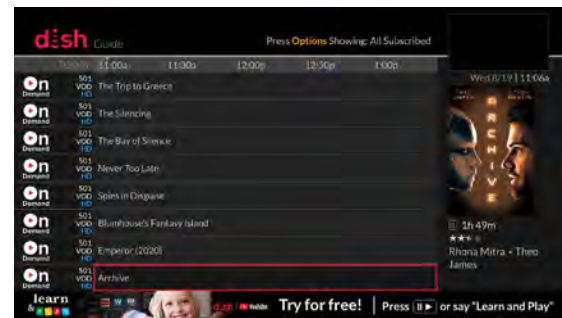 dish Guide
Press Options Showing: All Subscribed
11:00a 11:30a 12:00p 12:30p 1:00p
Wed 8/19 | 11:06a
On Demand 501 VOD HD The Trip to Greece
On Demand 501 VOD HD The Silencing
On Demand 501 VOD HD The Bay of Silence
On Demand 501 VOD HD Never Too Late
On Demand 501 VOD HD Spies in Disguise
On Demand 501 VOD HD Blumhouse's Fantasy Island
On Demand 501 VOD HD Emperor (2020)
On Demand 501 VOD HD Archive
ARCHIVE
1h 49m
Rhona Mitra • Theo
James
learn
& PLAY
dish
Try for free! Press or say "Learn and Play"